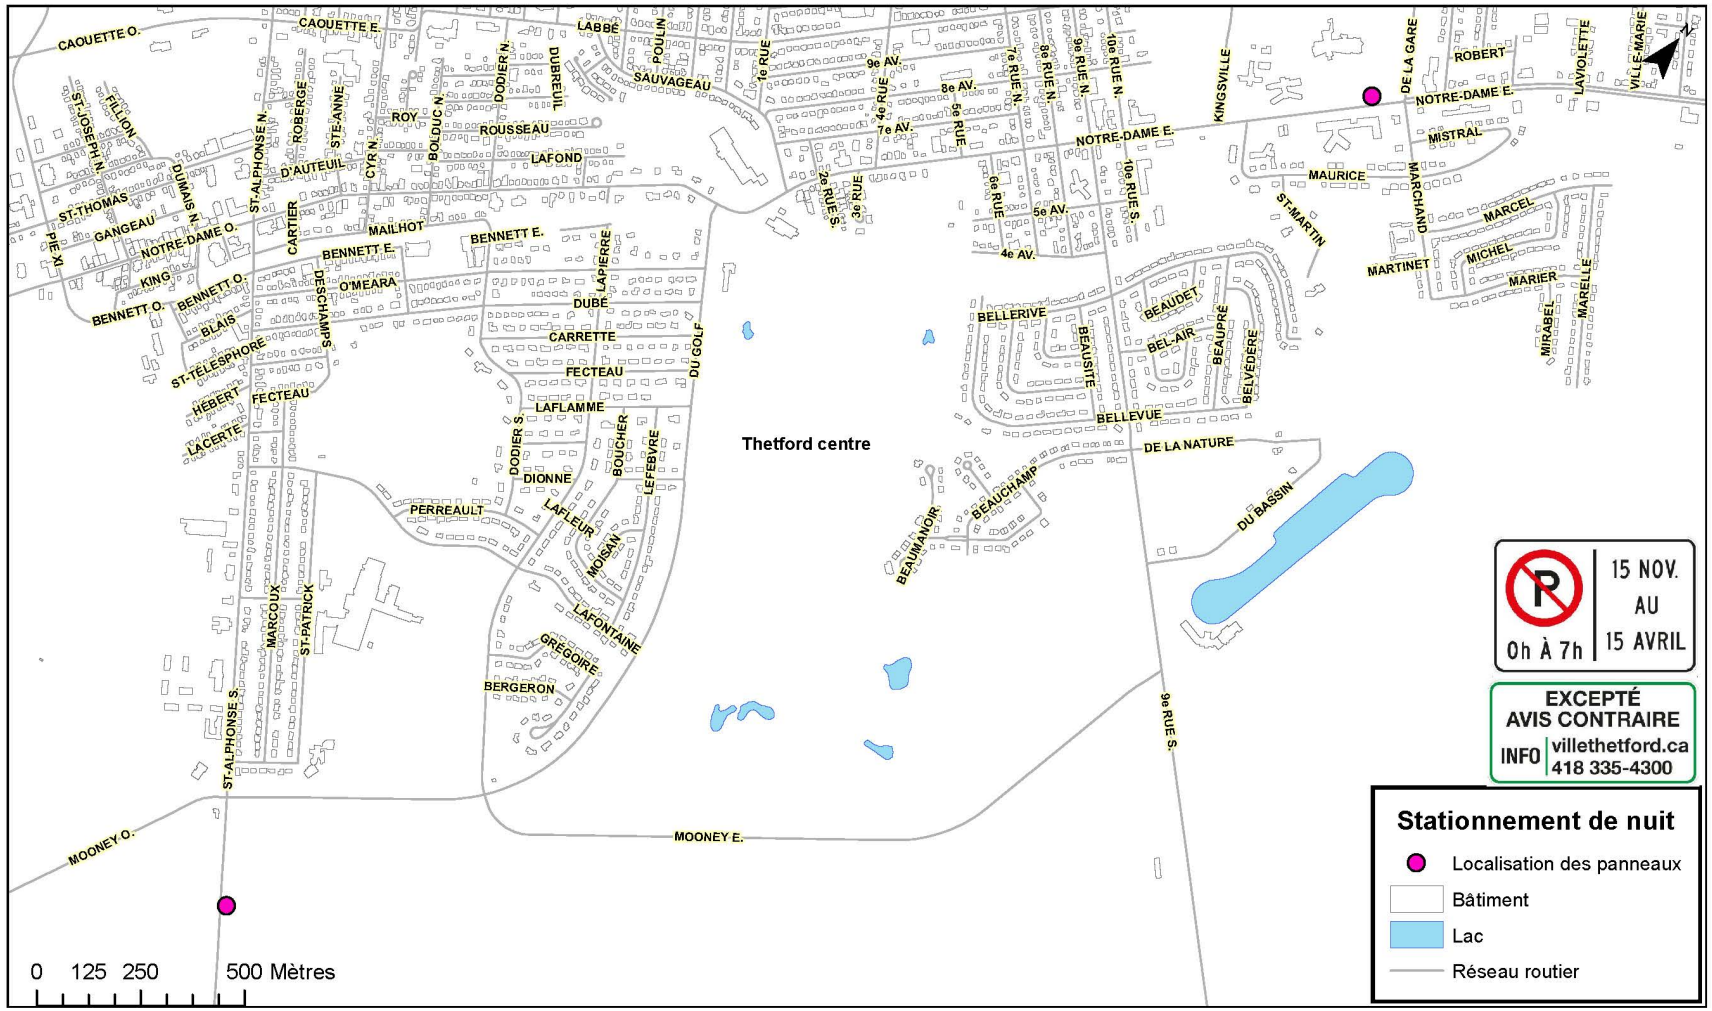 CAOUETTE O.
CAOUETTE E.
LABBÉ
POULIN
1e RUE
SAUVAGEAU
DUBREUIL
DODIER N.
9e AV.
8e AV.
7e AV.
4e RUE
5e RUE
7e RUE N.
8e RUE N.
9e RUE N.
10e RUE N.
KINGSVILLE
DE LA GARE
ROBERT
LAVIOLETTE
VILLE-MARIE
N
NOTRE-DAME E.
NOTRE-DAME E.
MISTRAL
MAURICE
MARCHAND
ST-MARTIN
MARCEL
MICHEL
MARTINET
MARIER
MARELLE
MIRABEL
ST-JOSEPH N.
FILLION
ROBERGE
STE-ANNE
ROY
ROUSSEAU
BOLDUC N.
CYR N.
LAFOND
D'AUTEUIL
ST-ALPHONSE N.
DUMAIS N.
ST-THOMAS
GANGEAU
PIE XI
NOTRE-DAME O.
CARTIER
MAILHOT
BENNETT E.
BENNETT E.
KING
BENNETT O.
BENNETT O.
BLAIS
O'MEARA
DESCHAMPS
ST-TÉLESPHORE
HÉBERT
FECTEAU
LACERTE
LAPIERRE
DUBÉ
CARRETTE
FECTEAU
LAFLAMME
DU GOLF
DODIER S.
BOUCHER
LEFEBVRE
DIONNE
PERREAULT
LAFLEUR
MOISAN
LAFONTAINE
GRÉGOIRE
BERGERON
MARCOUX
ST-PATRICK
ST-ALPHONSE S.
MOONEY O.
MOONEY E.
2e RUE S.
3e RUE
6e RUE
5e AV.
4e AV.
10e RUE S.
BELLERIVE
BEAUDET
BEL-AIR
BEAUSITE
BEAUPRÉ
BELVÉDÈRE
BELLEVUE
DE LA NATURE
DU BASSIN
BEAUCHAMP
BEAUMANOIR
9e RUE S.
Thetford centre
P
0h À 7h
15 NOV.
AU
15 AVRIL
EXCEPTÉ
AVIS CONTRAIRE
INFO
villethetford.ca
418 335-4300
Stationnement de nuit
Localisation des panneaux
Bâtiment
Lac
Réseau routier
0 125 250 500 Mètres